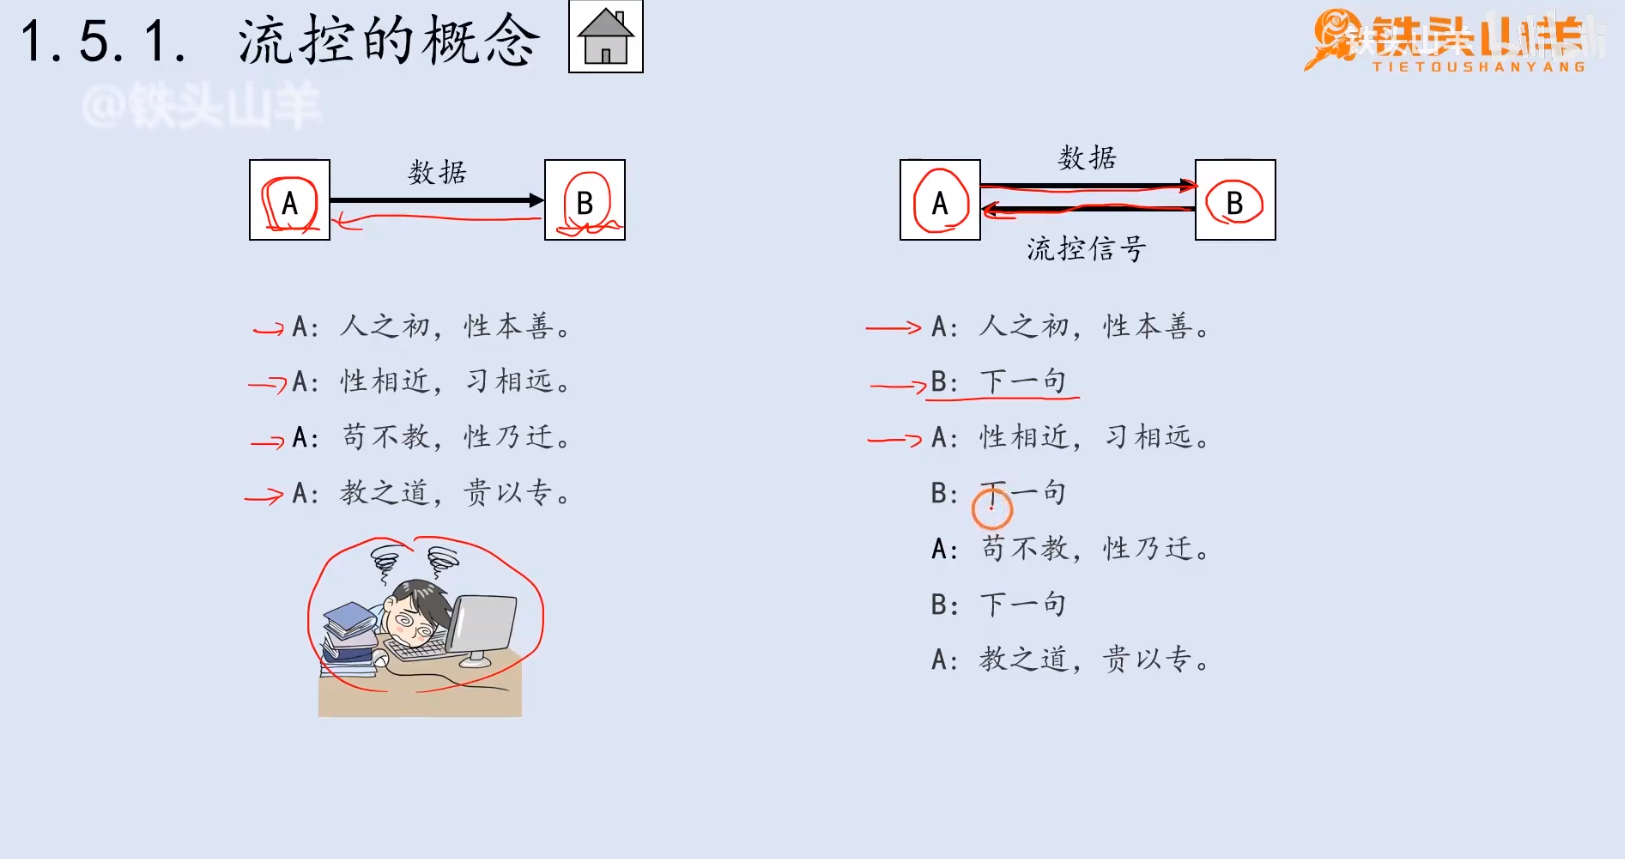 1.5.1. 流控的概念
铁头山羊
TIETOUSHANYANG
@铁头山羊
数据
A
B
A：人之初，性本善。
A：性相近，习相远。
A：苟不教，性乃迁。
A：教之道，贵以专。
数据
A
B
流控信号
A：人之初，性本善。
B：下一句
A：性相近，习相远。
B：下一句
A：苟不教，性乃迁。
B：下一句
A：教之道，贵以专。